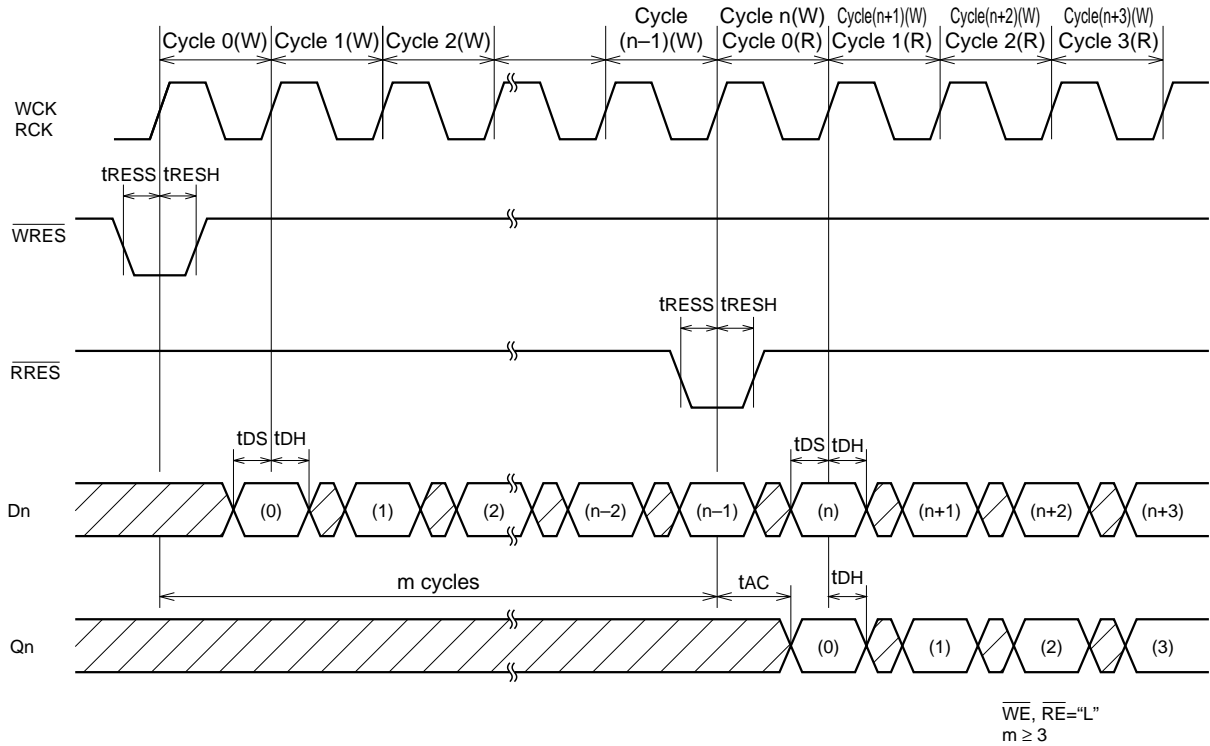 Cycle 0(W) Cycle 1(W) Cycle 2(W) Cycle (n–1)(W) Cycle n(W) Cycle 0(R) Cycle(n+1)(W) Cycle 1(R) Cycle(n+2)(W) Cycle 2(R) Cycle(n+3)(W) Cycle 3(R)
WCK
RCK
tRESS tRESH
WRES
tRESS tRESH
RRES
tDS tDH tDS tDH
Dn (0) (1) (2) (n–2) (n–1) (n) (n+1) (n+2) (n+3)
m cycles tAC tDH
Qn (0) (1) (2) (3)
WE, RE=“L”
m ≥ 3